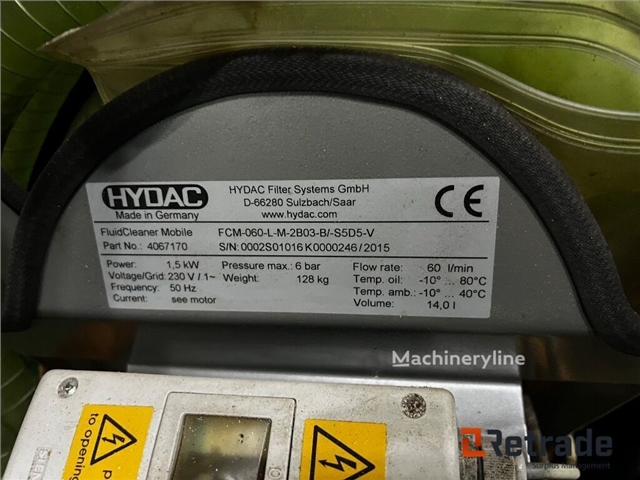 HYDAC
Made in Germany
HYDAC Filter Systems GmbH
D-66280 Sulzbach/Saar
www.hydac.com
CE
FluidCleaner Mobile FCM-060-L-M-2B03-B/-S5D5-V
Part No.: 4067170 S/N: 0002S01016K0000246/2015
Power: 1,5 kW Pressure max.: 6 bar Flow rate: 60 l/min
Voltage/Grid: 230 V / 1~ Weight: 128 kg Temp. oil: -10° ... 80°C
Frequency: 50 Hz Temp. amb.: -10° ... 40°C
Current: see motor Volume: 14,0 l
Machineryline
Retrade
Surplus Management
to opening